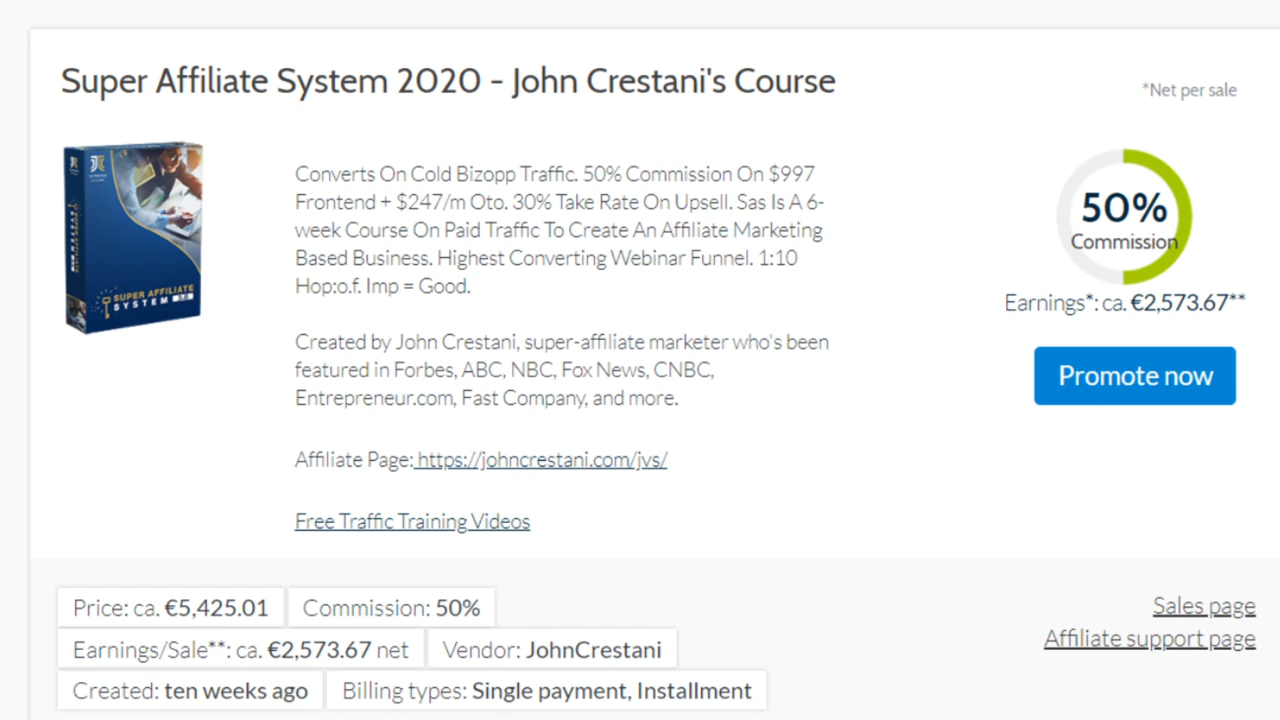 Super Affiliate System 2020 - John Crestani's Course
*Net per sale
Converts On Cold Bizopp Traffic. 50% Commission On $997
Frontend + $247/m Oto. 30% Take Rate On Upsell. Sas Is A 6-
week Course On Paid Traffic To Create An Affiliate Marketing
Based Business. Highest Converting Webinar Funnel. 1:10
Hop:o.f. Imp = Good.
Created by John Crestani, super-affiliate marketer who's been
featured in Forbes, ABC, NBC, Fox News, CNBC,
Entrepreneur.com, Fast Company, and more.
Affiliate Page: https://johncrestani.com/jvs/
Free Traffic Training Videos
SUPER AFFILIATE
SYSTEM
50%
Commission
Earnings*: ca. €2,573.67**
Promote now
Price: ca. €5,425.01
Commission: 50%
Earnings/Sale**: ca. €2,573.67 net
Vendor: JohnCrestani
Created: ten weeks ago
Billing types: Single payment, Installment
Sales page
Affiliate support page